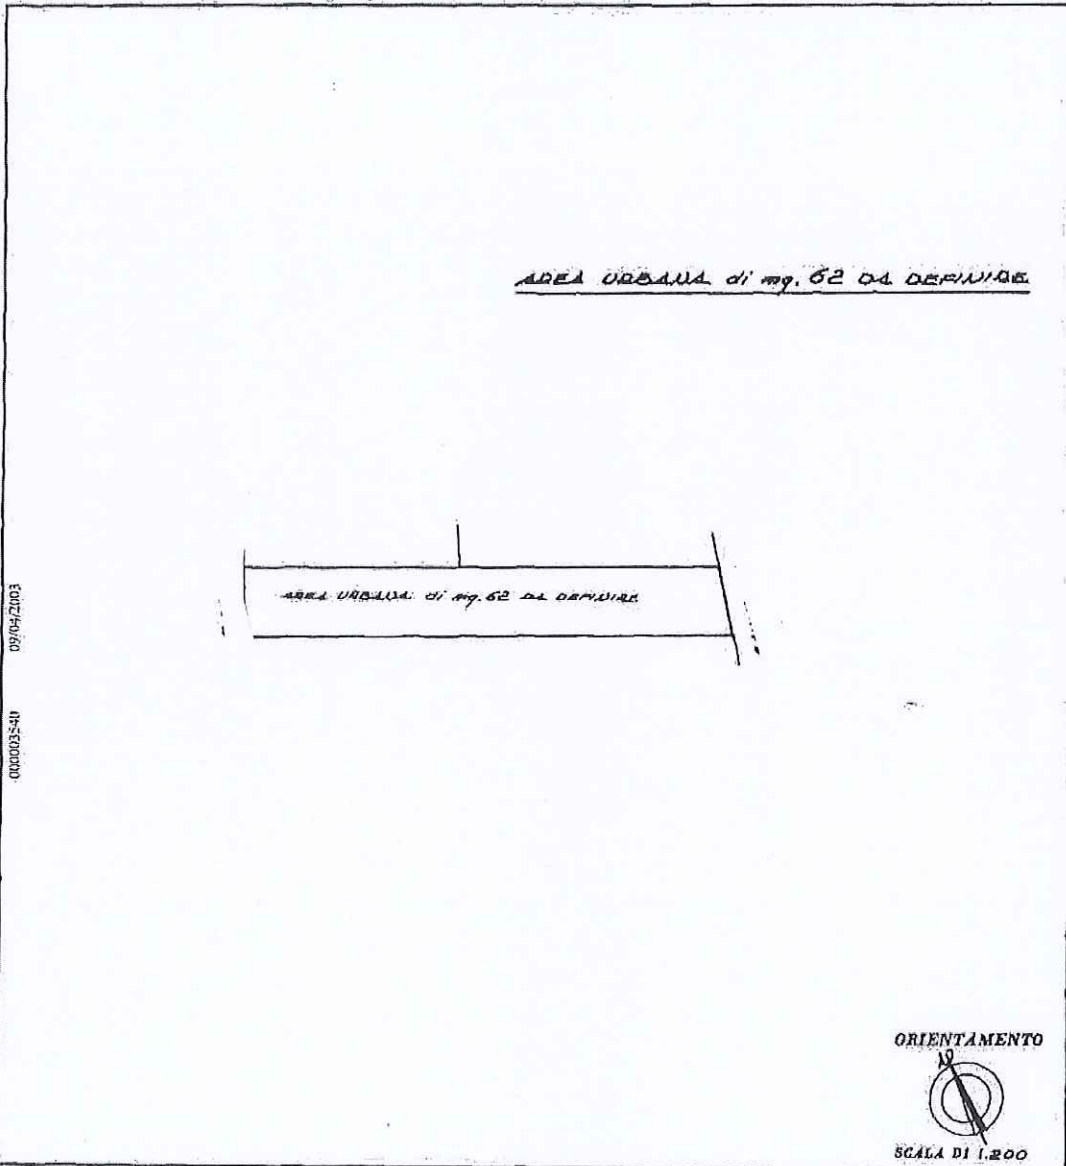 AREA URBANA di mq. 62 DA DEFINIRE
AREA URBANA di mq. 62 DA DEFINIRE
09/04/2003
000003540
ORIENTAMENTO
N
SCALA DI 1:200